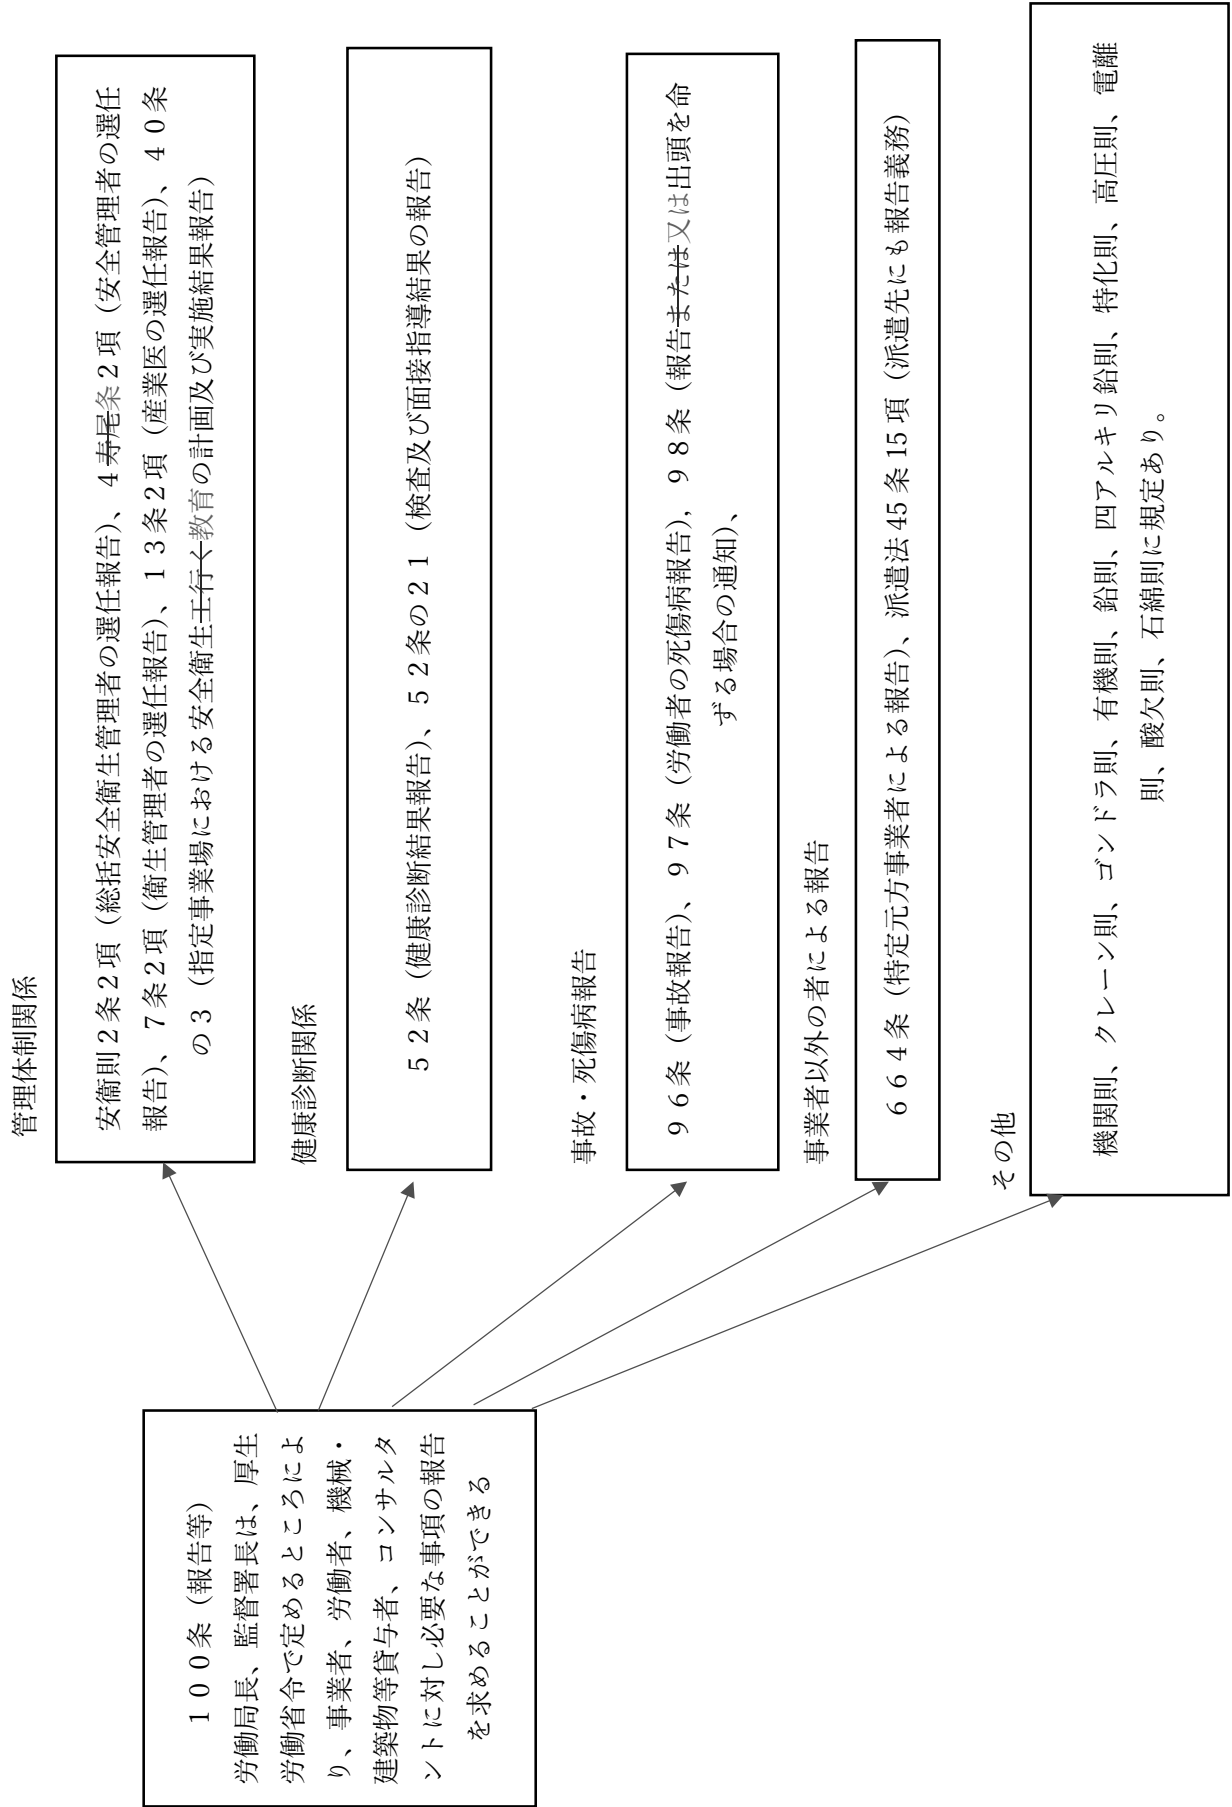 管理体制関係
安衞則2条2項（総括安全衛生管理者の選任報告）、4寿尾条2項（安全管理者の選任
報告）、7条2項（衛生管理者の選任報告）、13条2項（産業医の選任報告）、40条
の3（指定事業場における安全衛生王行く教育の計画及び実施結果報告）
健康診断関係
52条（健康診断結果報告）、52条の21（検査及び面接指導結果の報告）
事故・死傷病報告
96条（事故報告）、97条（労働者の死傷病報告），98条（報告または又は出頭を命
ずる場合の通知）、
事業者以外の者による報告
664条（特定元方事業者による報告）、派遣法45条15項（派遣先にも報告義務）
その他
機関則、クレーン則、ゴンドラ則、有機則、鉛則、四アルキリ鉛則、特化則、高圧則、電離
則、酸欠則、石綿則に規定あり。
100条（報告等）
労働局長、監督署長は、厚生
労働省令で定めるところによ
り、事業者、労働者、機械・
建築物等貸与者、コンサルタ
ントに対し必要な事項の報告
を求めることができる